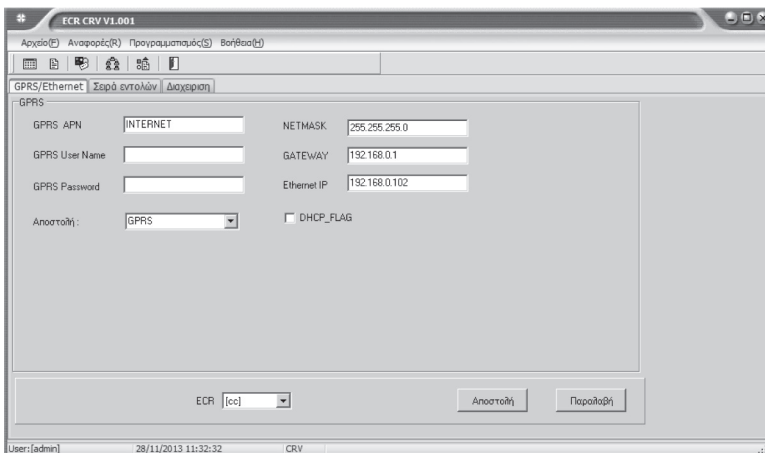 ECR CRV V1.001
Αρχείο(F) Αναφορές(R) Προγραμματισμός(S) Βοήθεια(H)
GPRS/Ethernet Σειρά εντολών Διαχειριση
GPRS
GPRS APN INTERNET NETMASK 255.255.255.0
GPRS User Name GATEWAY 192.168.0.1
GPRS Password Ethernet IP 192.168.0.102
Αποστολή : GPRS DHCP_FLAG
ECR [cc] Αποστολή Παραλαβή
User:[admin] 28/11/2013 11:32:32 CRV